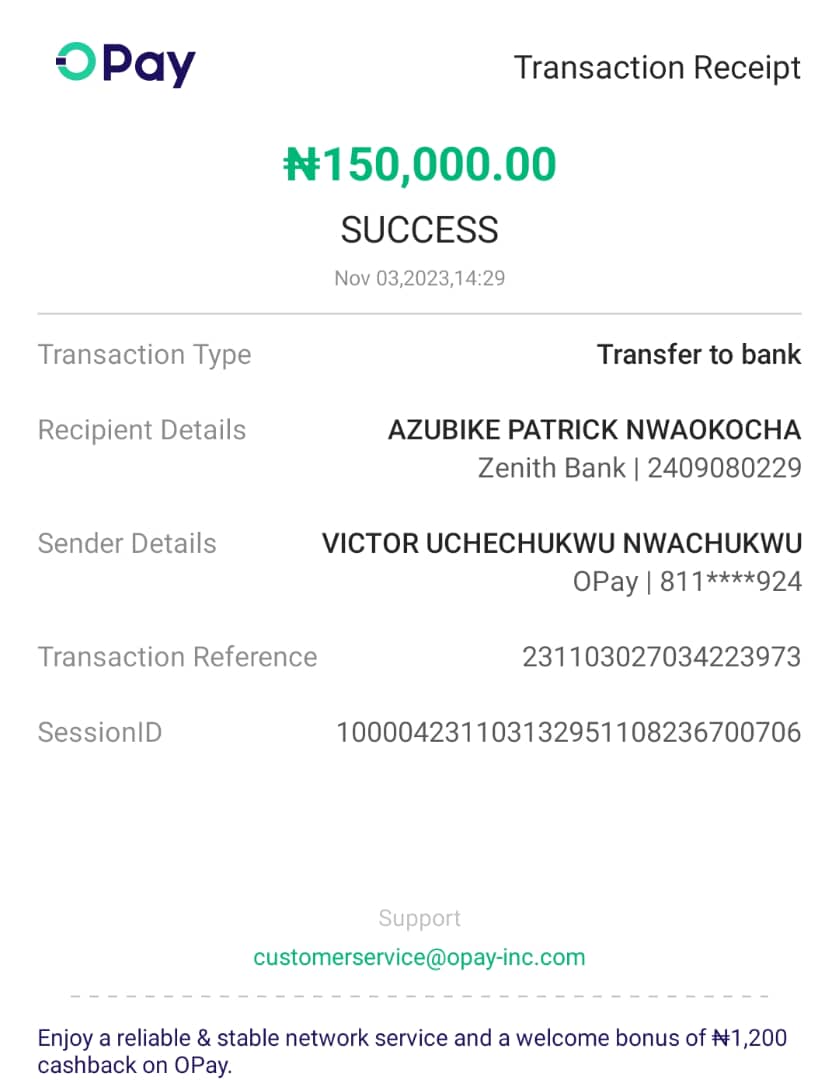 OPay
Transaction Receipt
₦150,000.00
SUCCESS
Nov 03,2023,14:29
Transaction Type Transfer to bank
Recipient Details AZUBIKE PATRICK NWAOKOCHA
Zenith Bank | 2409080229
Sender Details VICTOR UCHECHUKWU NWACHUKWU
OPay | 811****924
Transaction Reference 231103027034223973
SessionID 100004231103132951108236700706
Support
customerservice@opay-inc.com
Enjoy a reliable & stable network service and a welcome bonus of ₦1,200
cashback on OPay.